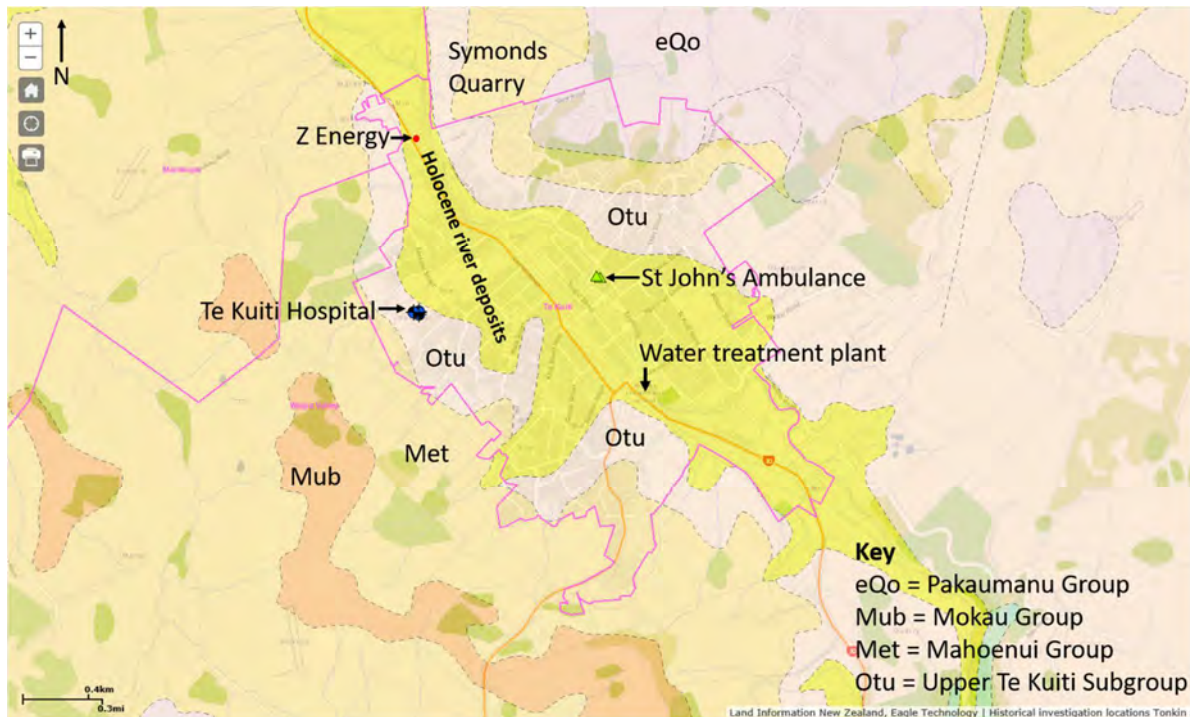 +
−
N
Symonds
Quarry
eQo
Z Energy
Holocene river deposits
Otu
St John's Ambulance
Te Kuiti Hospital
Te Kuiti
Otu
Water treatment plant
Otu
Met
Mub
Key
eQo = Pakaumanu Group
Mub = Mokau Group
Met = Mahoenui Group
Otu = Upper Te Kuiti Subgroup
0.4km
0.3mi
Land Information New Zealand, Eagle Technology | Historical investigation locations Tonkin